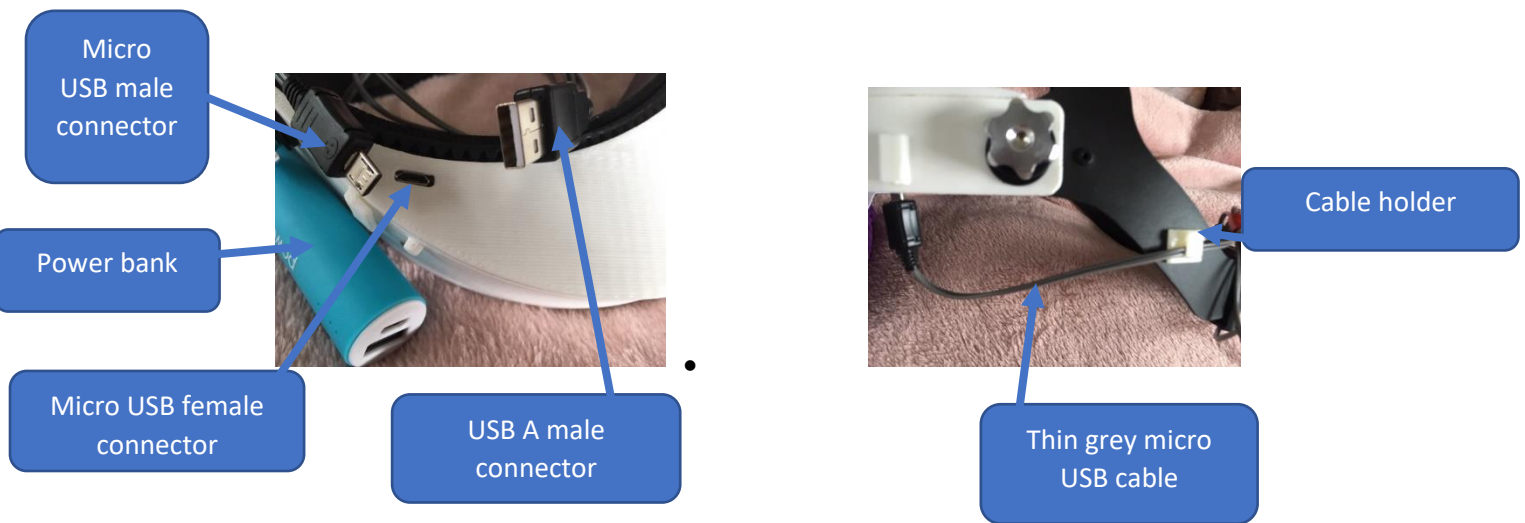 Micro
USB male
connector
Power bank
Micro USB female
connector
USB A male
connector
Cable holder
Thin grey micro
USB cable